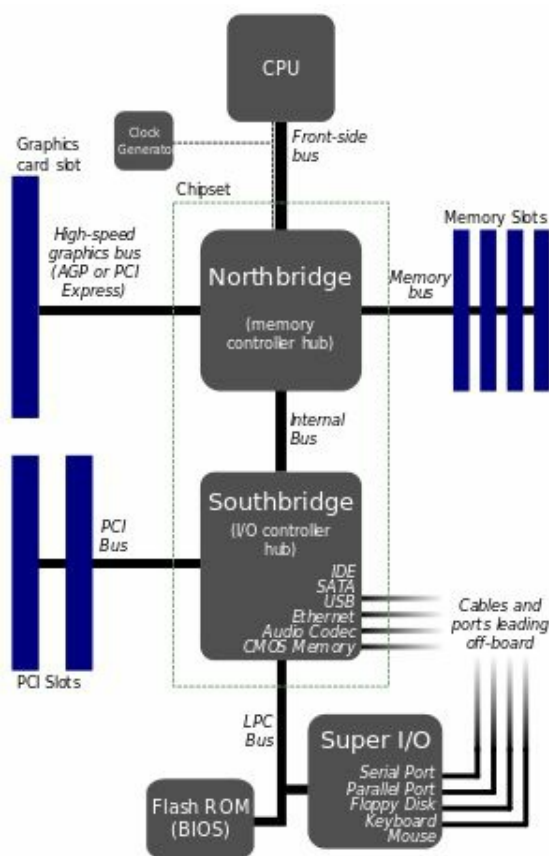 CPU
Clock
Generator
Front-side
bus
Graphics
card slot
Chipset
High-speed
graphics bus
(AGP or PCI
Express)
Northbridge
(memory
controller hub)
Memory Slots
Memory
bus
Internal
Bus
Southbridge
(I/O controller
hub)
PCI
Bus
IDE
SATA
USB
Ethernet
Audio Codec
CMOS Memory
Cables and
ports leading
off-board
PCI Slots
LPC
Bus
Super I/O
Serial Port
Parallel Port
Floppy Disk
Keyboard
Mouse
Flash ROM
(BIOS)